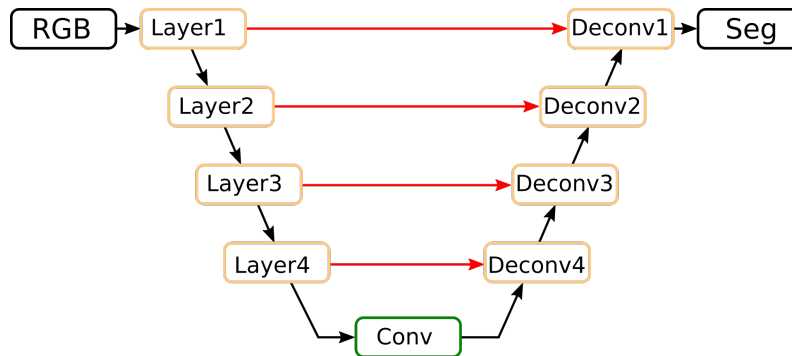 RGB
Layer1
Deconv1
Seg
Layer2
Deconv2
Layer3
Deconv3
Layer4
Deconv4
Conv